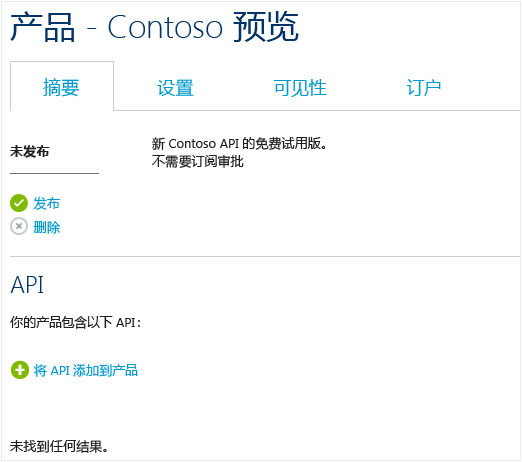 产品 - Contoso 预览
摘要 设置 可见性 订户
未发布
新 Contoso API 的免费试用版。
不需要订阅审批
发布
删除
API
你的产品包含以下 API：
将 API 添加到产品
未找到任何结果。